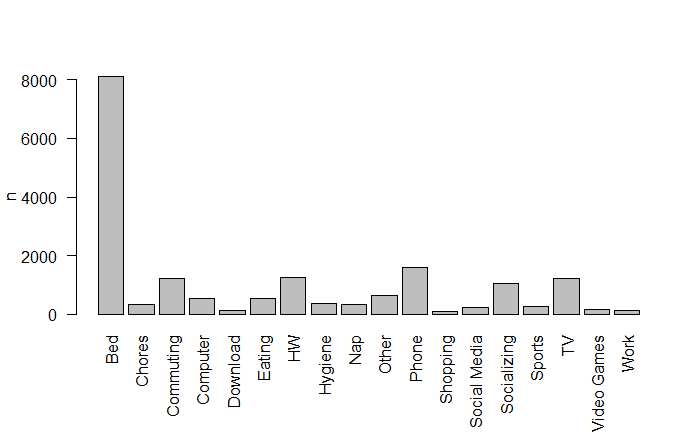 8000
6000
4000
2000
0
n
Bed
Chores
Commuting
Computer
Download
Eating
HW
Hygiene
Nap
Other
Phone
Shopping
Social Media
Socializing
Sports
TV
Video Games
Work